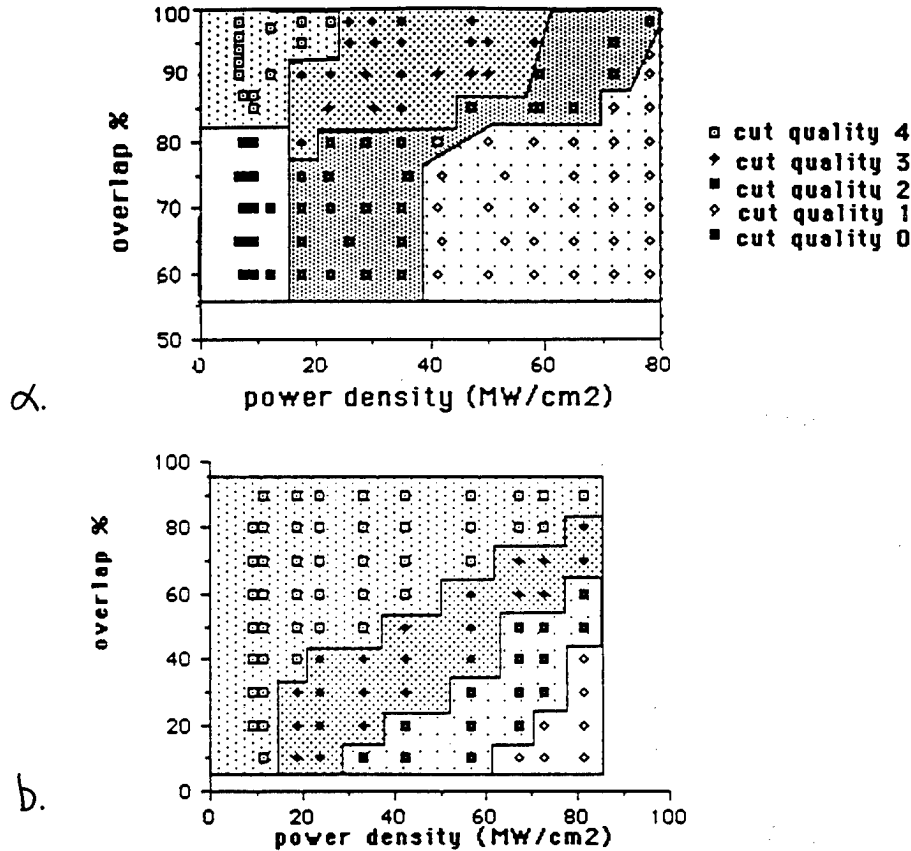 100
90
80
70
60
50
overlap %
0
20
40
60
80
power density (MW/cm2)
cut quality 4
cut quality 3
cut quality 2
cut quality 1
cut quality 0
a.
100
80
60
40
20
0
overlap %
0
20
40
60
80
100
power density (MW/cm2)
b.